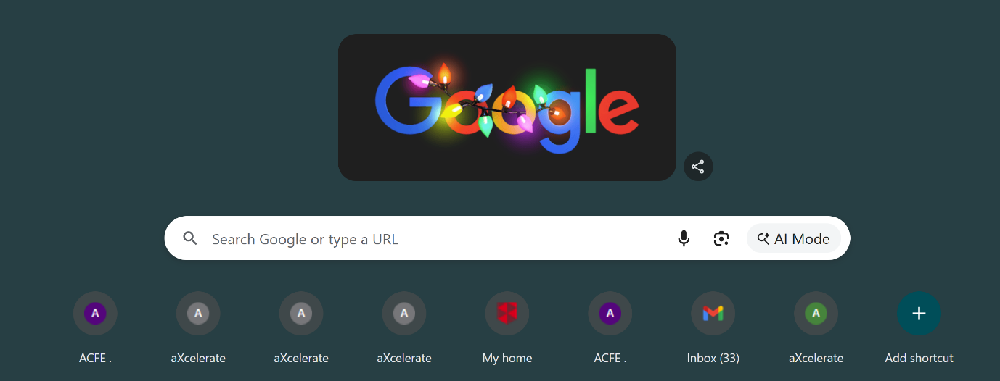 Google
Search Google or type a URL
AI Mode
A A A A A A
ACFE . aXcelerate aXcelerate aXcelerate My home ACFE . Inbox (33) aXcelerate Add shortcut